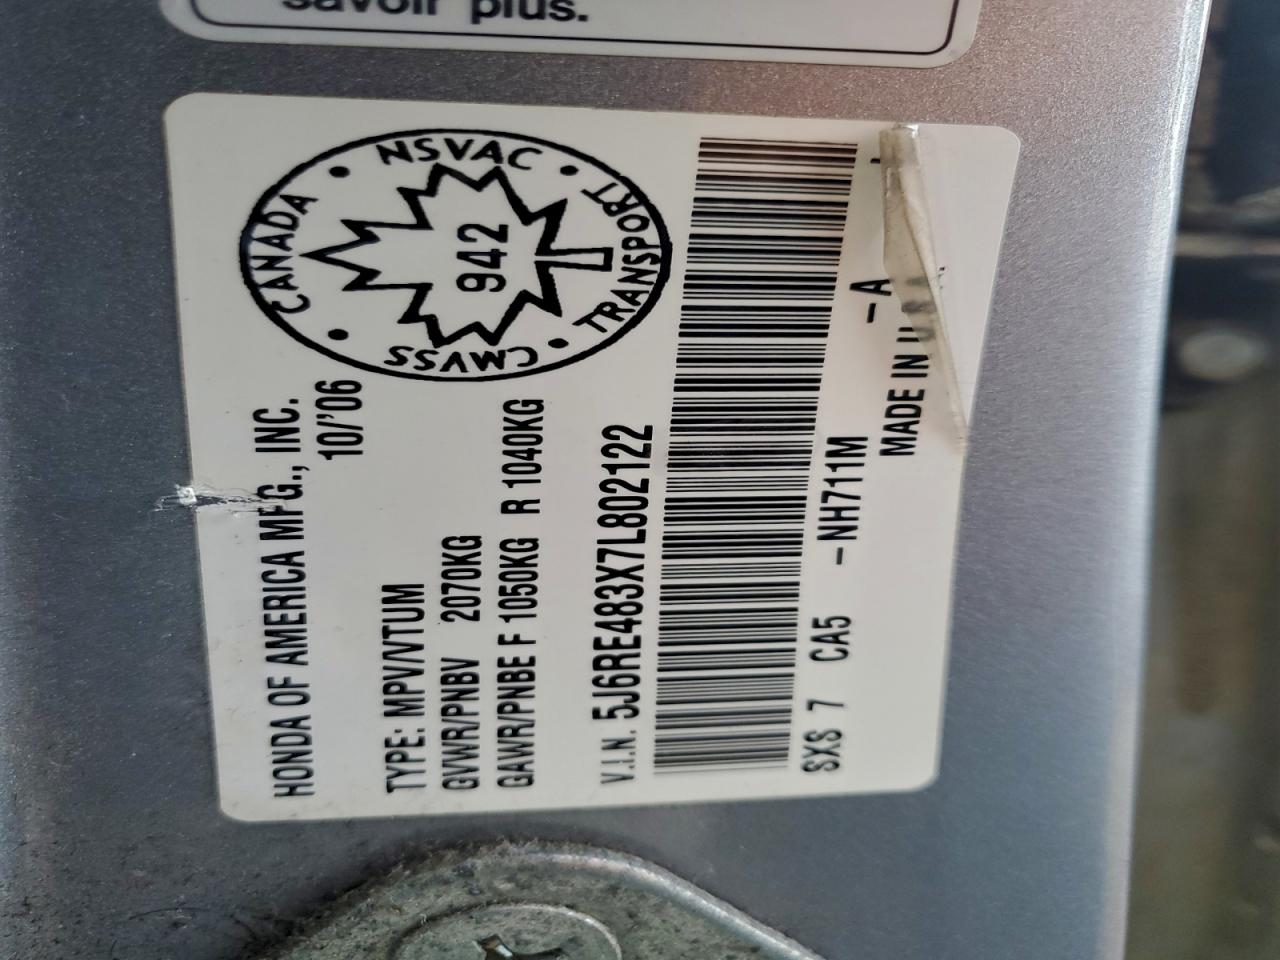 savoir plus.
HONDA OF AMERICA MFG., INC.
10/'06
TYPE: MPV/VTUM
GVWR/PNBV 2070KG
GAWR/PNBE F 1050KG R 1040KG
CANADA • NSVAC • TRANSPORT • CMVSS •
942
V.I.N. 5J6RE483X7L802122
SXS 7 CA5 -NH711M -A
MADE IN U.S.A.